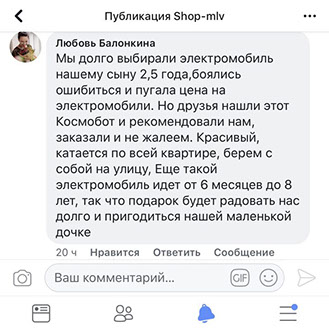 Публикация Shop-mlv
Любовь Балонкина
Мы долго выбирали электромобиль
нашему сыну 2,5 года,боялись
ошибиться и пугала цена на
электромобили. Но друзья нашли этот
Космобот и рекомендовали нам,
заказали и не жалеем. Красивый,
катается по всей квартире, берем с
собой на улицу, Еще такой
электромобиль идет от 6 месяцев до 8
лет, так что подарок будет радовать нас
долго и пригодиться нашей маленькой
дочке
20 ч Нравится Ответить Сообщение
Ваш комментарий... GIF